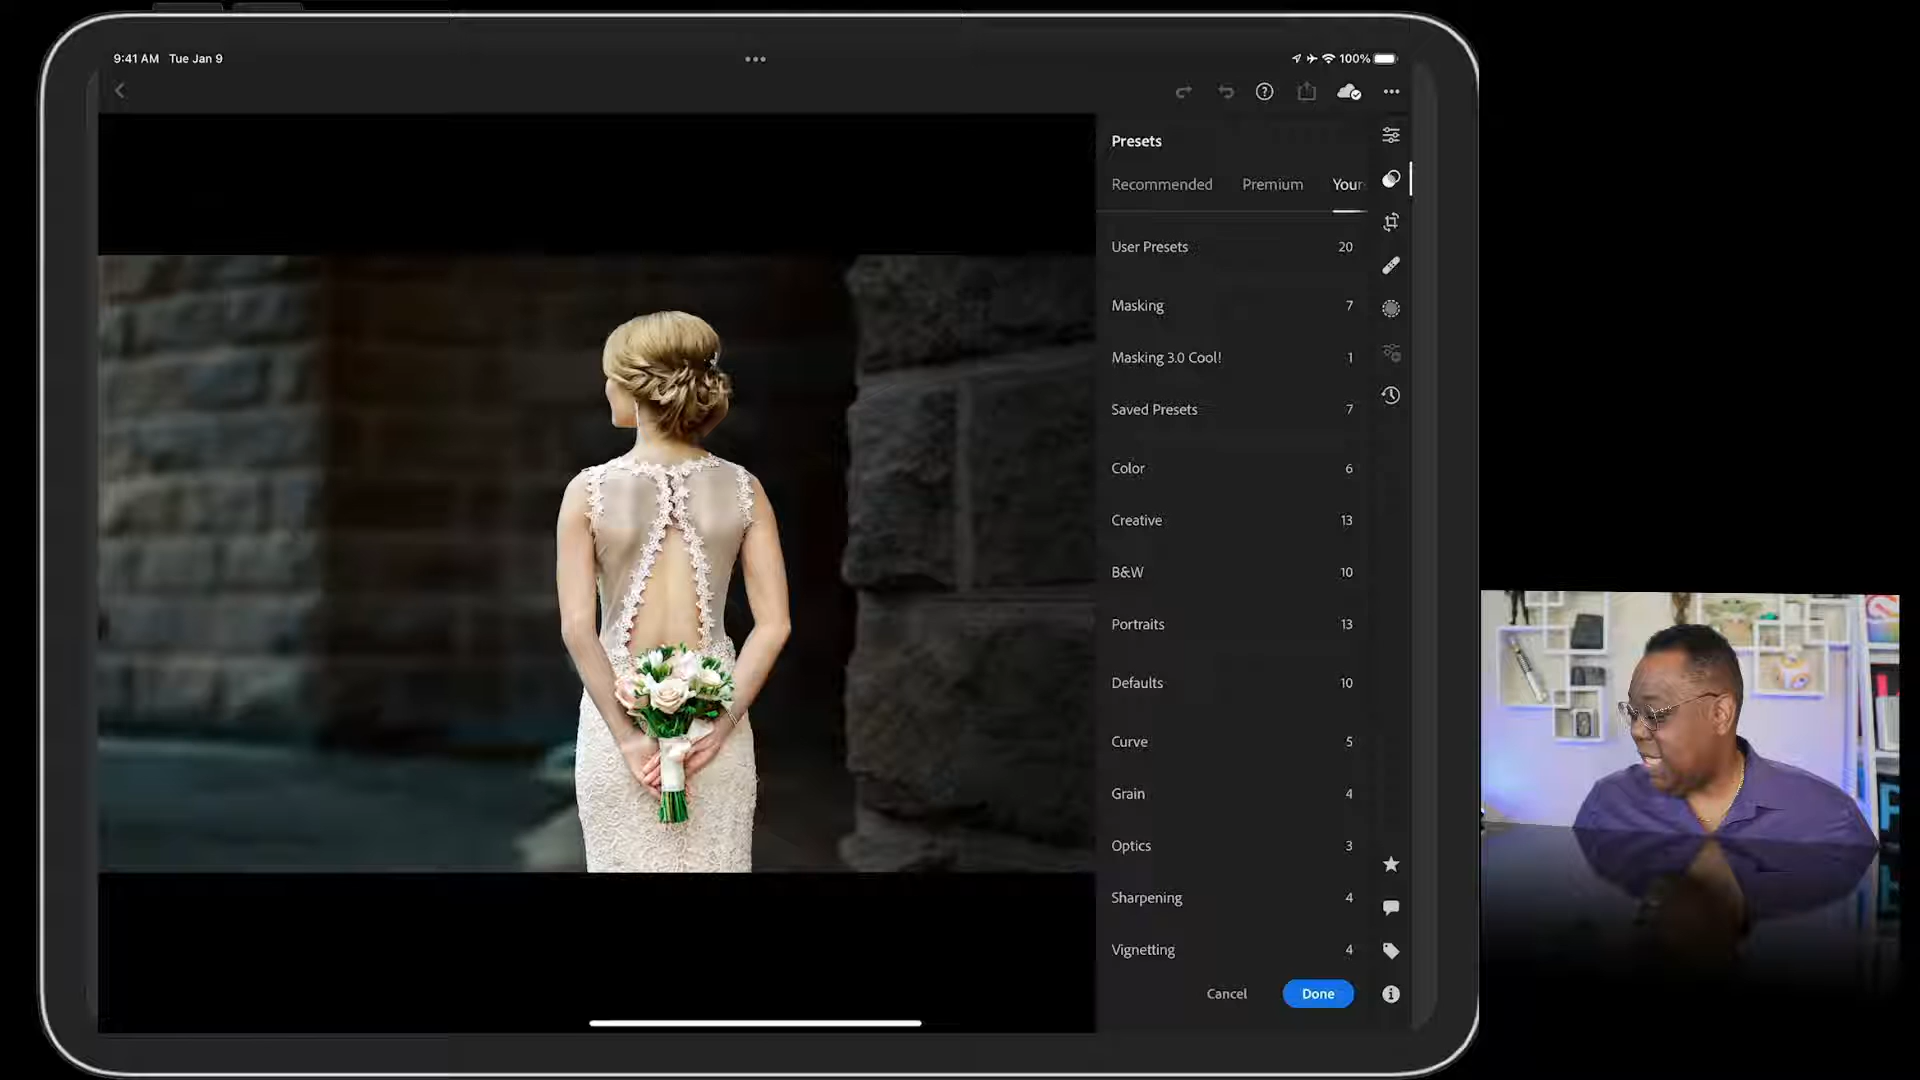 9:41 AM Tue Jan 9
100%
Presets
Recommended Premium Your
User Presets 20
Masking 7
Masking 3.0 Cool! 1
Saved Presets 7
Color 6
Creative 13
B&W 10
Portraits 13
Defaults 10
Curve 5
Grain 4
Optics 3
Sharpening 4
Vignetting 4
Cancel Done